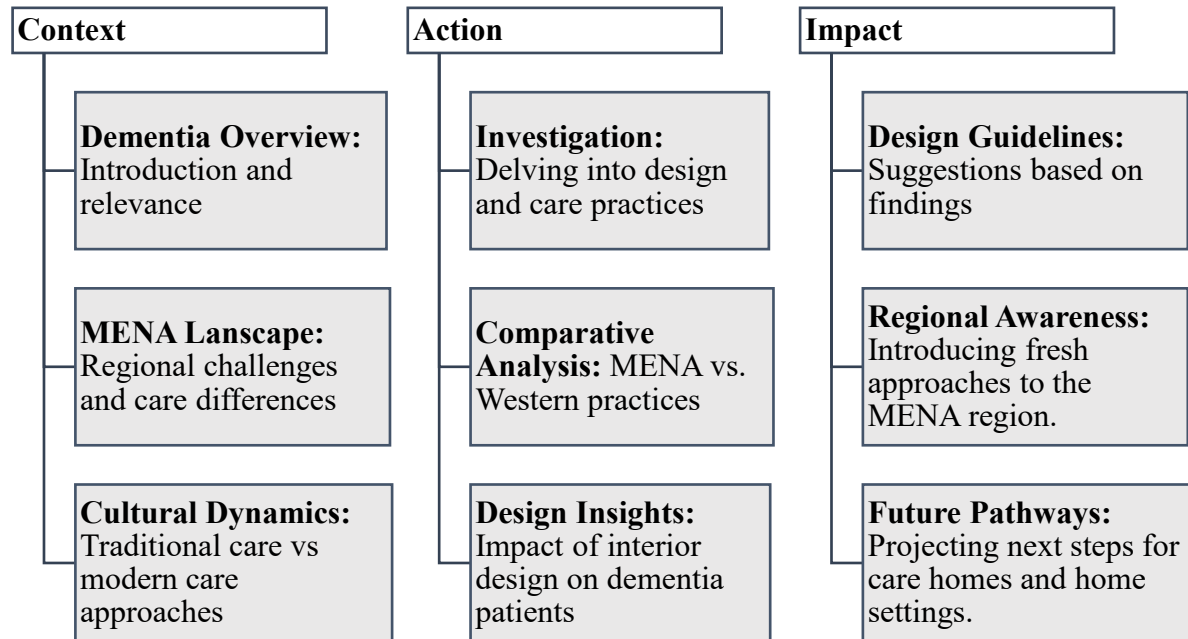 Context
Dementia Overview:
Introduction and
relevance
MENA Lanscape:
Regional challenges
and care differences
Cultural Dynamics:
Traditional care vs
modern care
approaches
Action
Investigation:
Delving into design
and care practices
Comparative
Analysis: MENA vs.
Western practices
Design Insights:
Impact of interior
design on dementia
patients
Impact
Design Guidelines:
Suggestions based on
findings
Regional Awareness:
Introducing fresh
approaches to the
MENA region.
Future Pathways:
Projecting next steps for
care homes and home
settings.